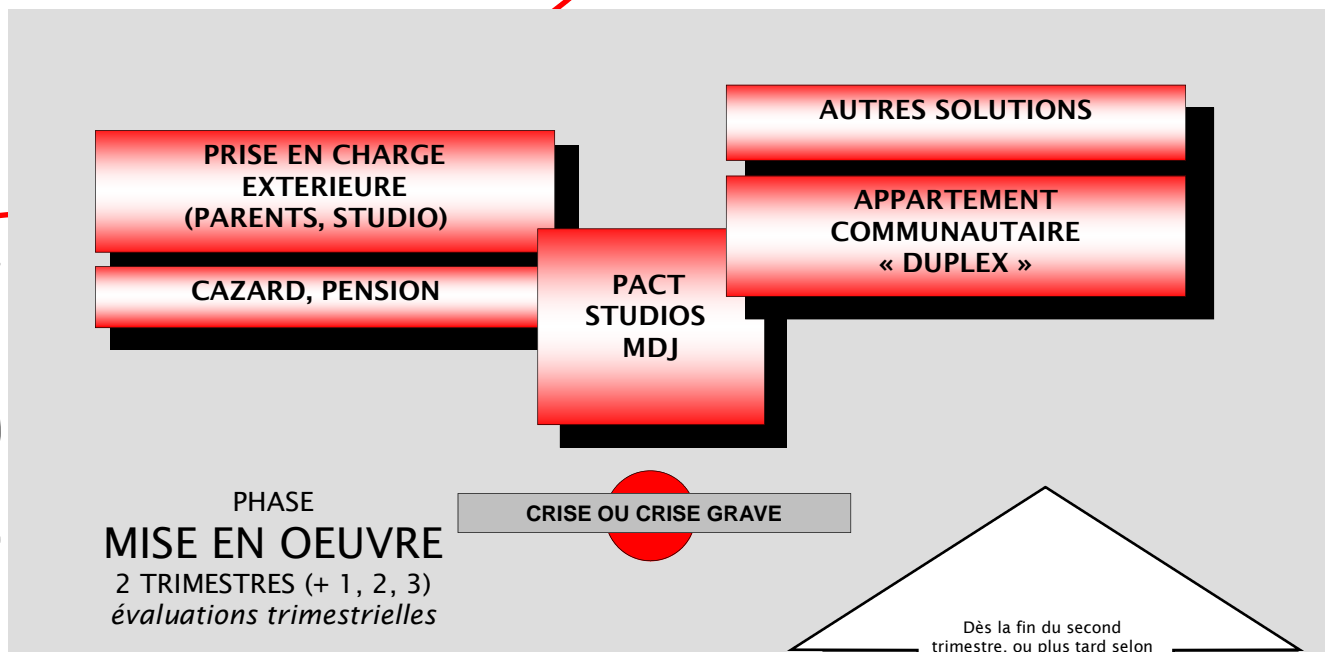 AUTRES SOLUTIONS
PRISE EN CHARGE
EXTERIEURE
(PARENTS, STUDIO)
APPARTEMENT
COMMUNAUTAIRE
« DUPLEX »
CAZARD, PENSION
PACT
STUDIOS
MDJ
CRISE OU CRISE GRAVE
PHASE
MISE EN OEUVRE
2 TRIMESTRES (+ 1, 2, 3)
évaluations trimestrielles
Dès la fin du second
trimestre, ou plus tard selon